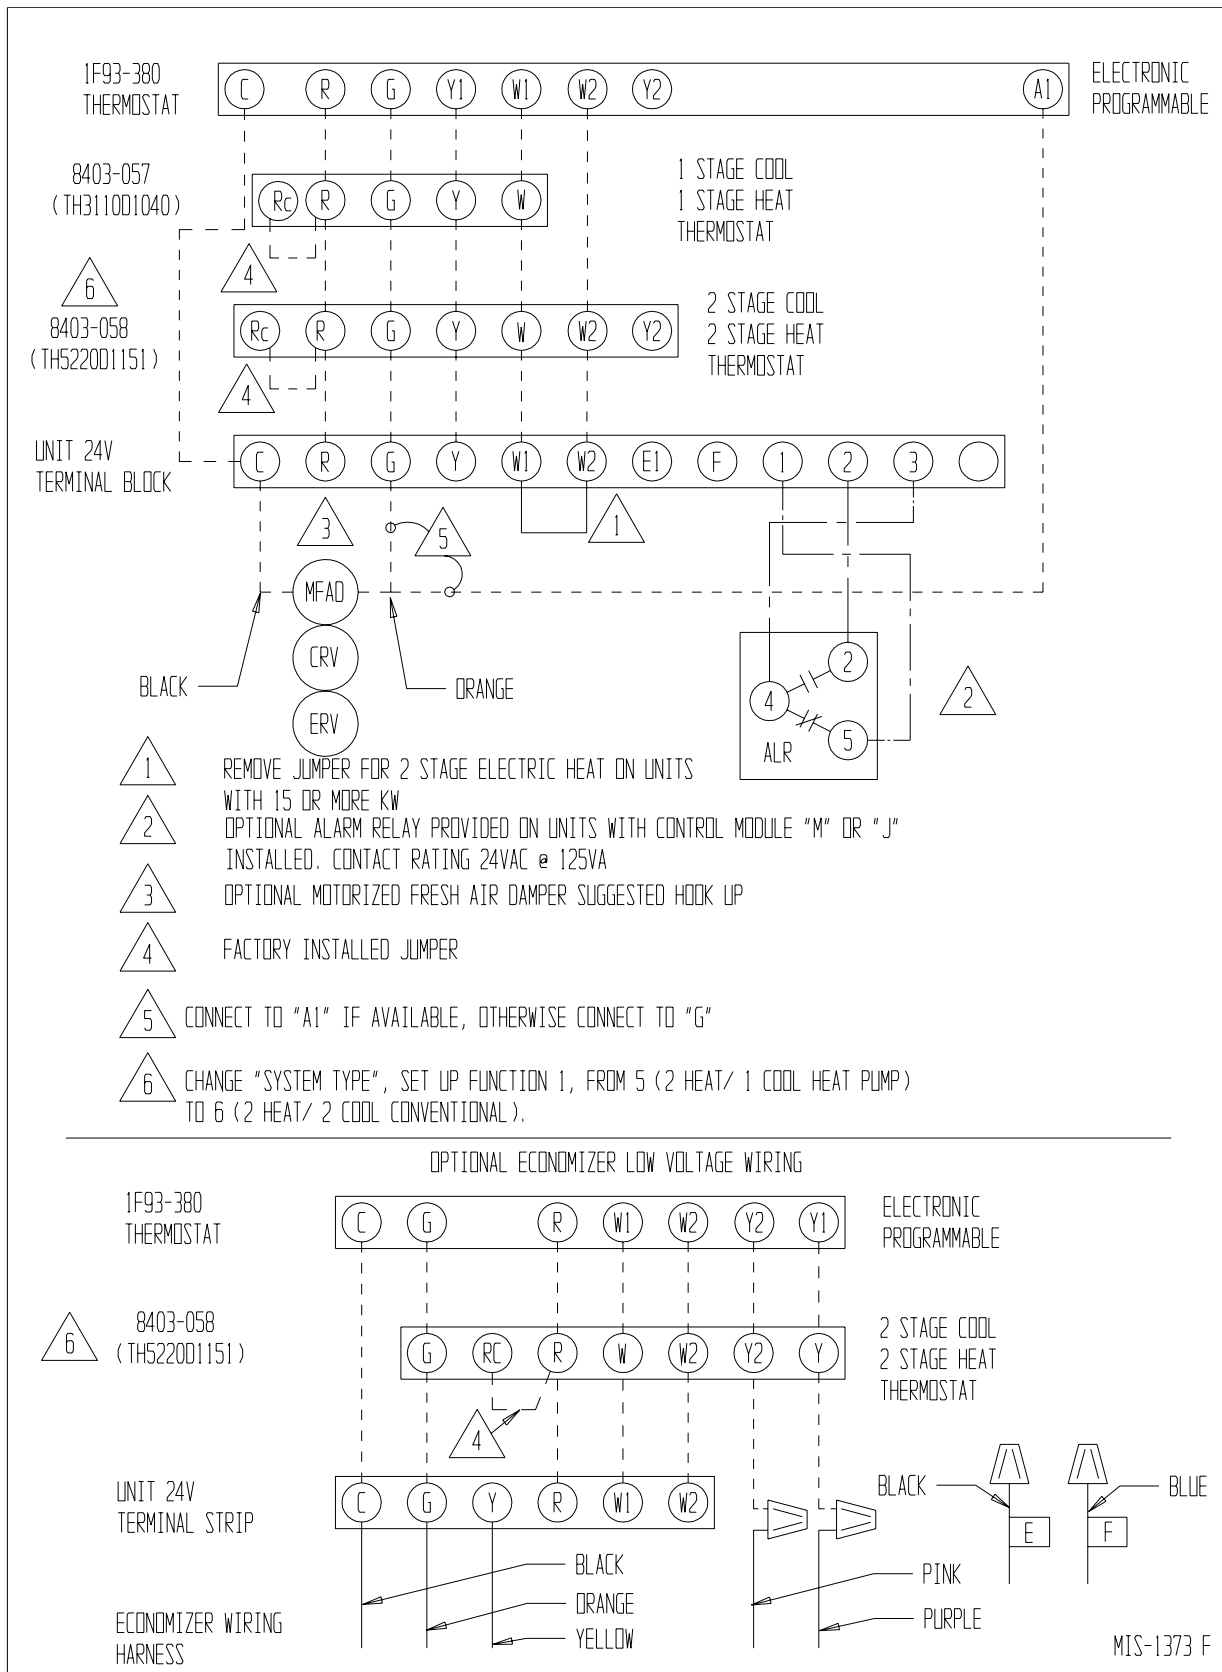 1F93-380
THERMOSTAT
C R G Y1 W1 W2 Y2 A1
ELECTRONIC
PROGRAMMABLE
8403-057
(TH3110D1040)
Rc R G Y W
1 STAGE COOL
1 STAGE HEAT
THERMOSTAT
4
6
8403-058
(TH5220D1151)
Rc R G Y W W2 Y2
2 STAGE COOL
2 STAGE HEAT
THERMOSTAT
4
UNIT 24V
TERMINAL BLOCK
C R G Y W1 W2 E1 F 1 2 3
3
5
1
MFAD
CRV
ERV
BLACK
ORANGE
2
4
5
ALR
2
1 REMOVE JUMPER FOR 2 STAGE ELECTRIC HEAT ON UNITS
WITH 15 OR MORE KW
2 OPTIONAL ALARM RELAY PROVIDED ON UNITS WITH CONTROL MODULE "M" OR "J"
INSTALLED. CONTACT RATING 24VAC @ 125VA
3 OPTIONAL MOTORIZED FRESH AIR DAMPER SUGGESTED HOOK UP
4 FACTORY INSTALLED JUMPER
5 CONNECT TO "A1" IF AVAILABLE, OTHERWISE CONNECT TO "G"
6 CHANGE "SYSTEM TYPE", SET UP FUNCTION 1, FROM 5 (2 HEAT/ 1 COOL HEAT PUMP)
TO 6 (2 HEAT/ 2 COOL CONVENTIONAL).
OPTIONAL ECONOMIZER LOW VOLTAGE WIRING
1F93-380
THERMOSTAT
C G R W1 W2 Y2 Y1
ELECTRONIC
PROGRAMMABLE
6
8403-058
(TH5220D1151)
G RC R W W2 Y2 Y
2 STAGE COOL
2 STAGE HEAT
THERMOSTAT
4
UNIT 24V
TERMINAL STRIP
C G Y R W1 W2
BLACK
BLUE
E
F
BLACK
ORANGE
YELLOW
PINK
PURPLE
ECONOMIZER WIRING
HARNESS
MIS-1373 F